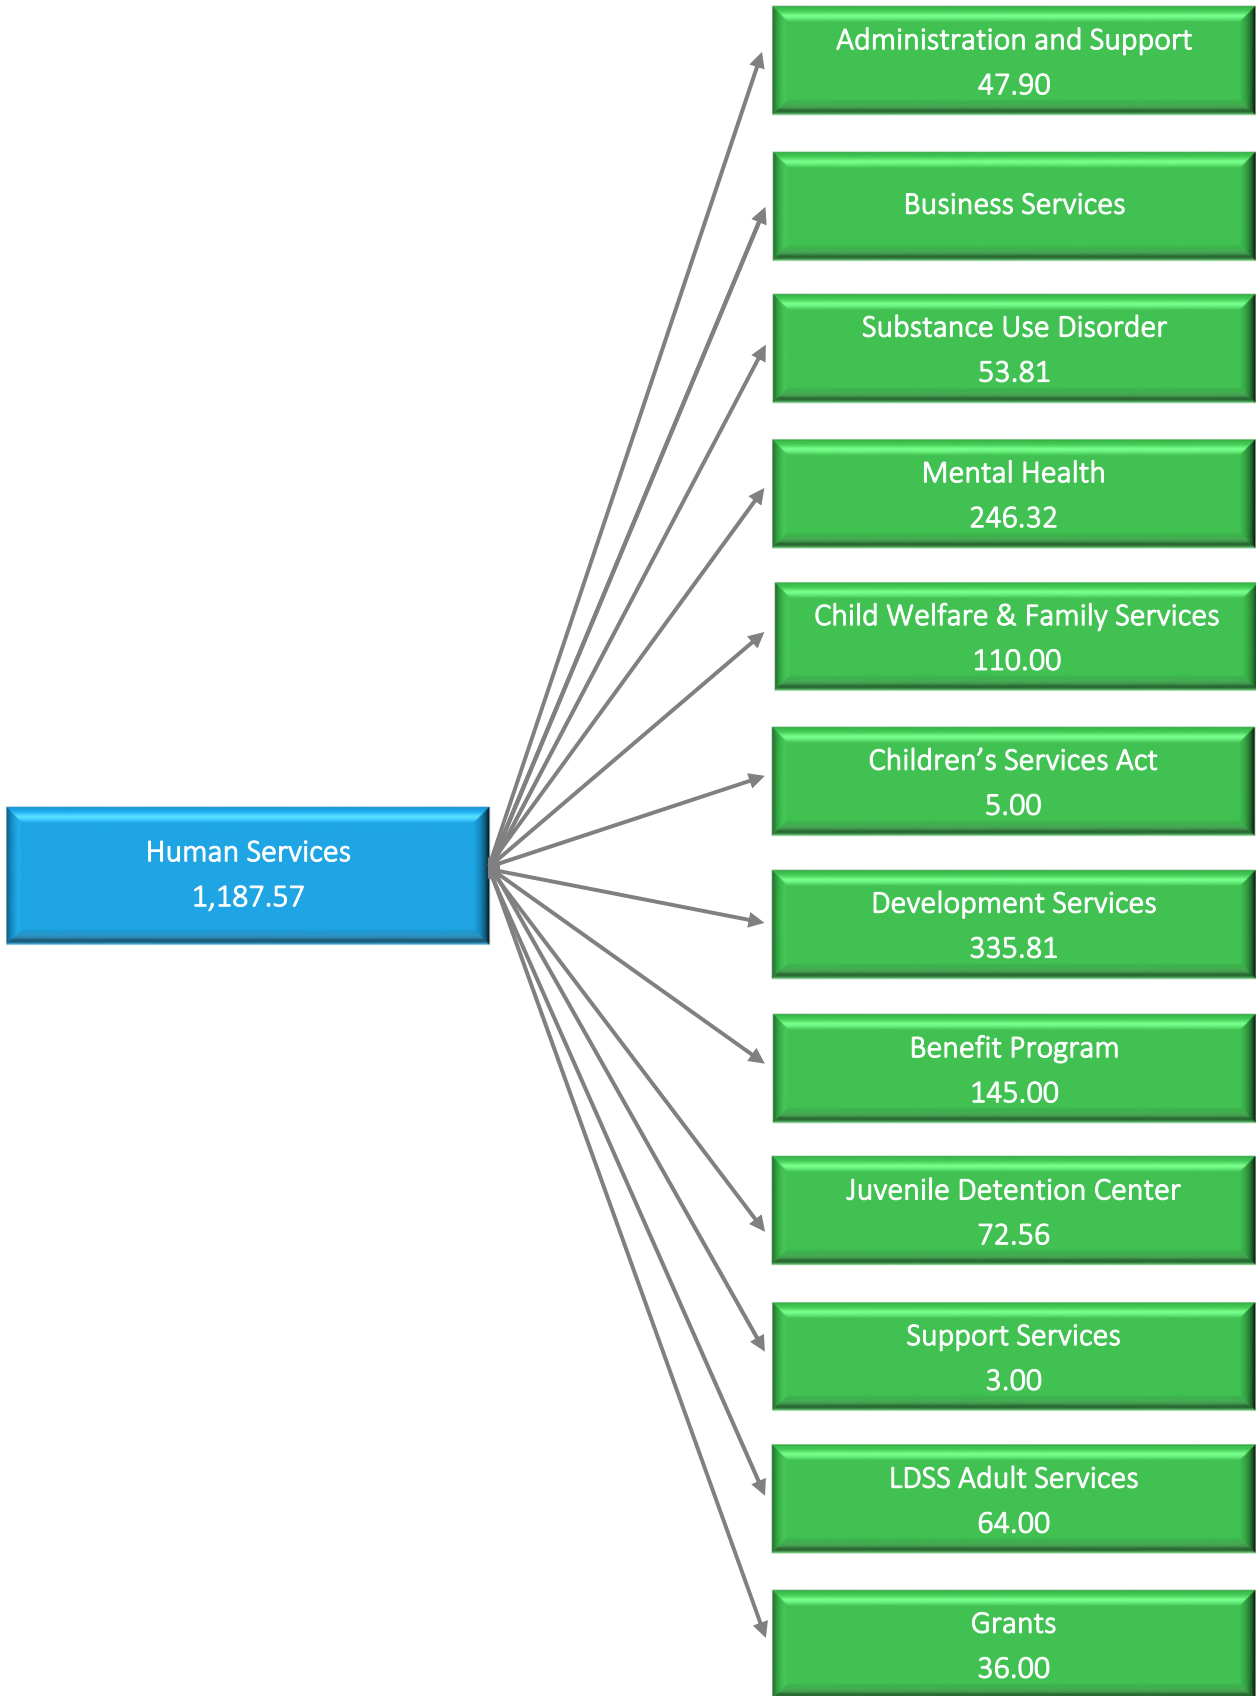 Administration and Support
47.90
Business Services
Substance Use Disorder
53.81
Mental Health
246.32
Child Welfare & Family Services
110.00
Children’s Services Act
5.00
Human Services
1,187.57
Development Services
335.81
Benefit Program
145.00
Juvenile Detention Center
72.56
Support Services
3.00
LDSS Adult Services
64.00
Grants
36.00